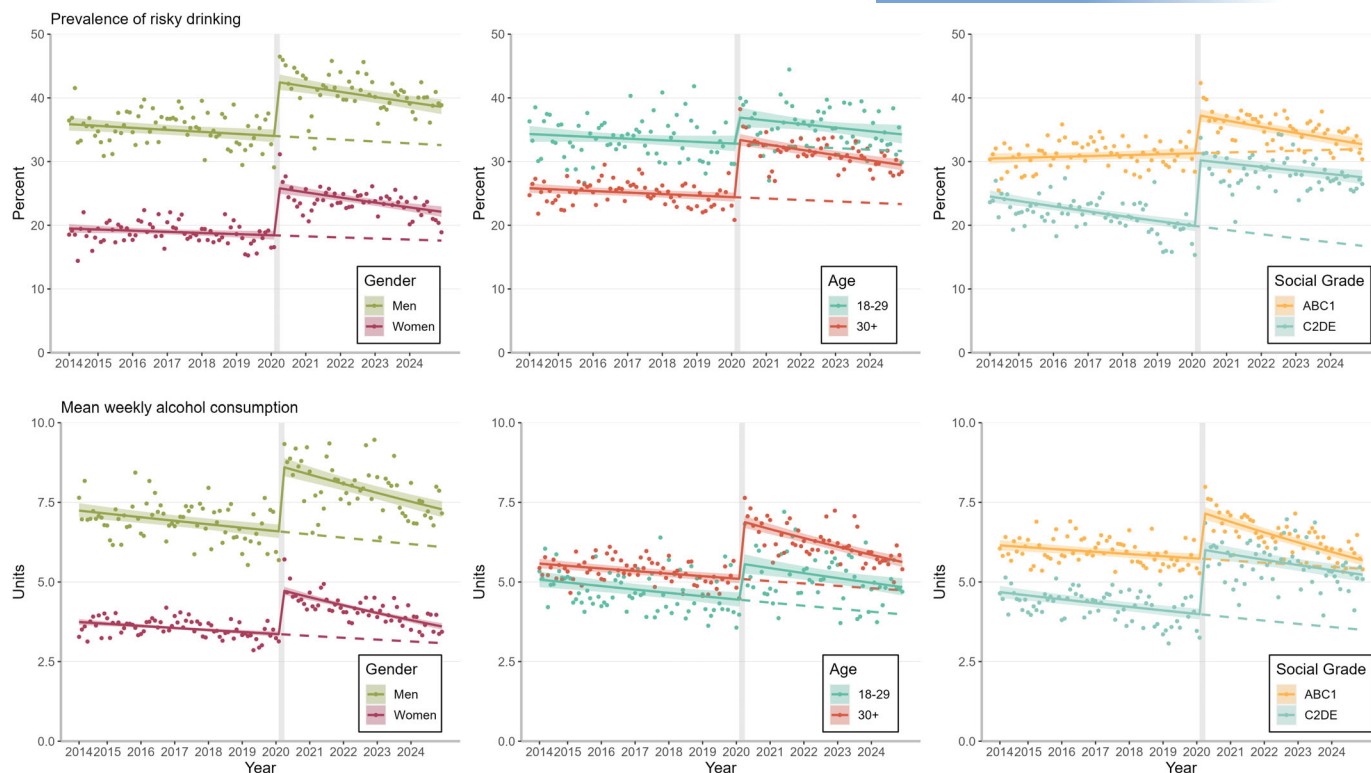 Prevalence of risky drinking
50
40
30
20
10
0
Percent
2014 2015 2016 2017 2018 2019 2020 2021 2022 2023 2024
Gender
Men
Women
50
40
30
20
10
0
Percent
2014 2015 2016 2017 2018 2019 2020 2021 2022 2023 2024
Age
18-29
30+
50
40
30
20
10
0
Percent
2014 2015 2016 2017 2018 2019 2020 2021 2022 2023 2024
Social Grade
ABC1
C2DE
Mean weekly alcohol consumption
10.0
7.5
5.0
2.5
0.0
Units
2014 2015 2016 2017 2018 2019 2020 2021 2022 2023 2024
Year
Gender
Men
Women
10.0
7.5
5.0
2.5
0.0
Units
2014 2015 2016 2017 2018 2019 2020 2021 2022 2023 2024
Year
Age
18-29
30+
10.0
7.5
5.0
2.5
0.0
Units
2014 2015 2016 2017 2018 2019 2020 2021 2022 2023 2024
Year
Social Grade
ABC1
C2DE